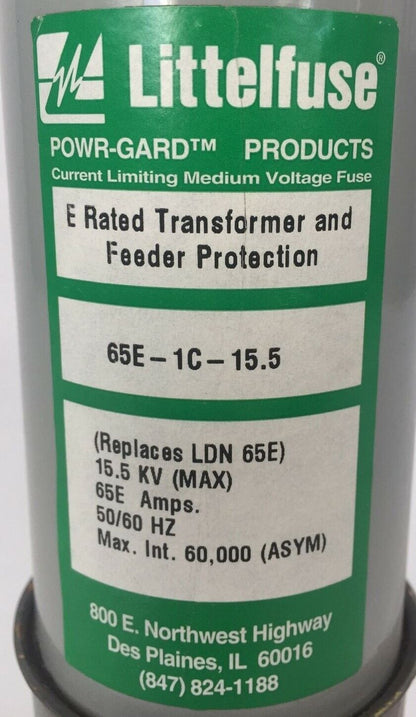 Littelfuse®
POWR-GARD™ PRODUCTS
Current Limiting Medium Voltage Fuse
E Rated Transformer and
Feeder Protection
65E-1C-15.5
(Replaces LDN 65E)
15.5 KV (MAX)
65E Amps.
50/60 HZ
Max. Int. 60,000 (ASYM)
800 E. Northwest Highway
Des Plaines, IL 60016
(847) 824-1188